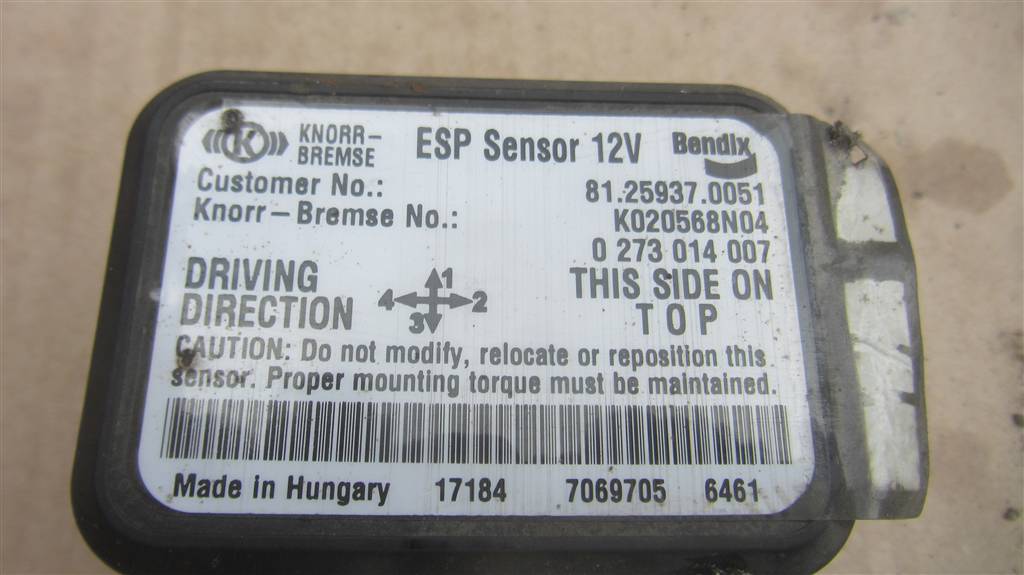 K KNORR-BREMSE ESP Sensor 12V Bendix
Customer No.: 81.25937.0051
Knorr-Bremse No.: K020568N04
0 273 014 007
DRIVING DIRECTION 1 2 3 4 THIS SIDE ON TOP
CAUTION: Do not modify, relocate or reposition this
sensor. Proper mounting torque must be maintained.
Made in Hungary 17184 7069705 6461